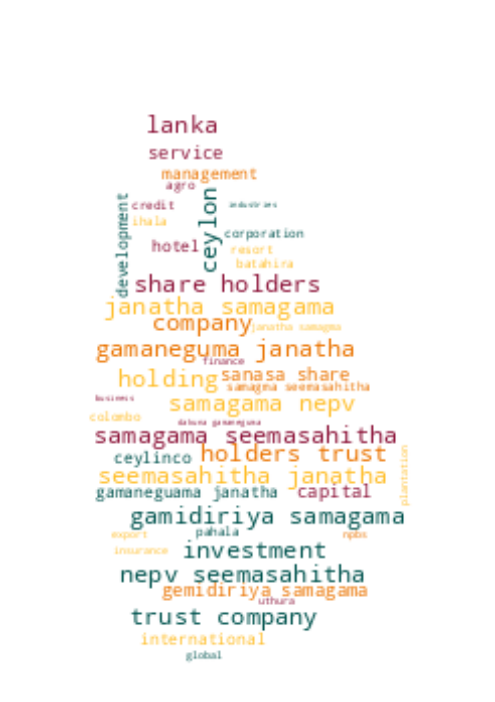 lanka
service
management
agro
development
credit
ceylon
industries
ihala
corporation
hotel
resort
batahira
share holders
janatha samagama
company
janatha samagma
gamaneguma janatha
finance
holding
sanasa share
samagma seemasahitha
business
samagama nepv
colombo
dakunu gamaneguma
samagama seemasahitha
holders trust
ceylinco
plantation
seemasahitha janatha
gamaneguama janatha
capital
gamidiriya samagama
export
pahala
npbs
insurance
investment
nepv seemasahitha
gemidiriya samagama
uthura
trust company
international
global